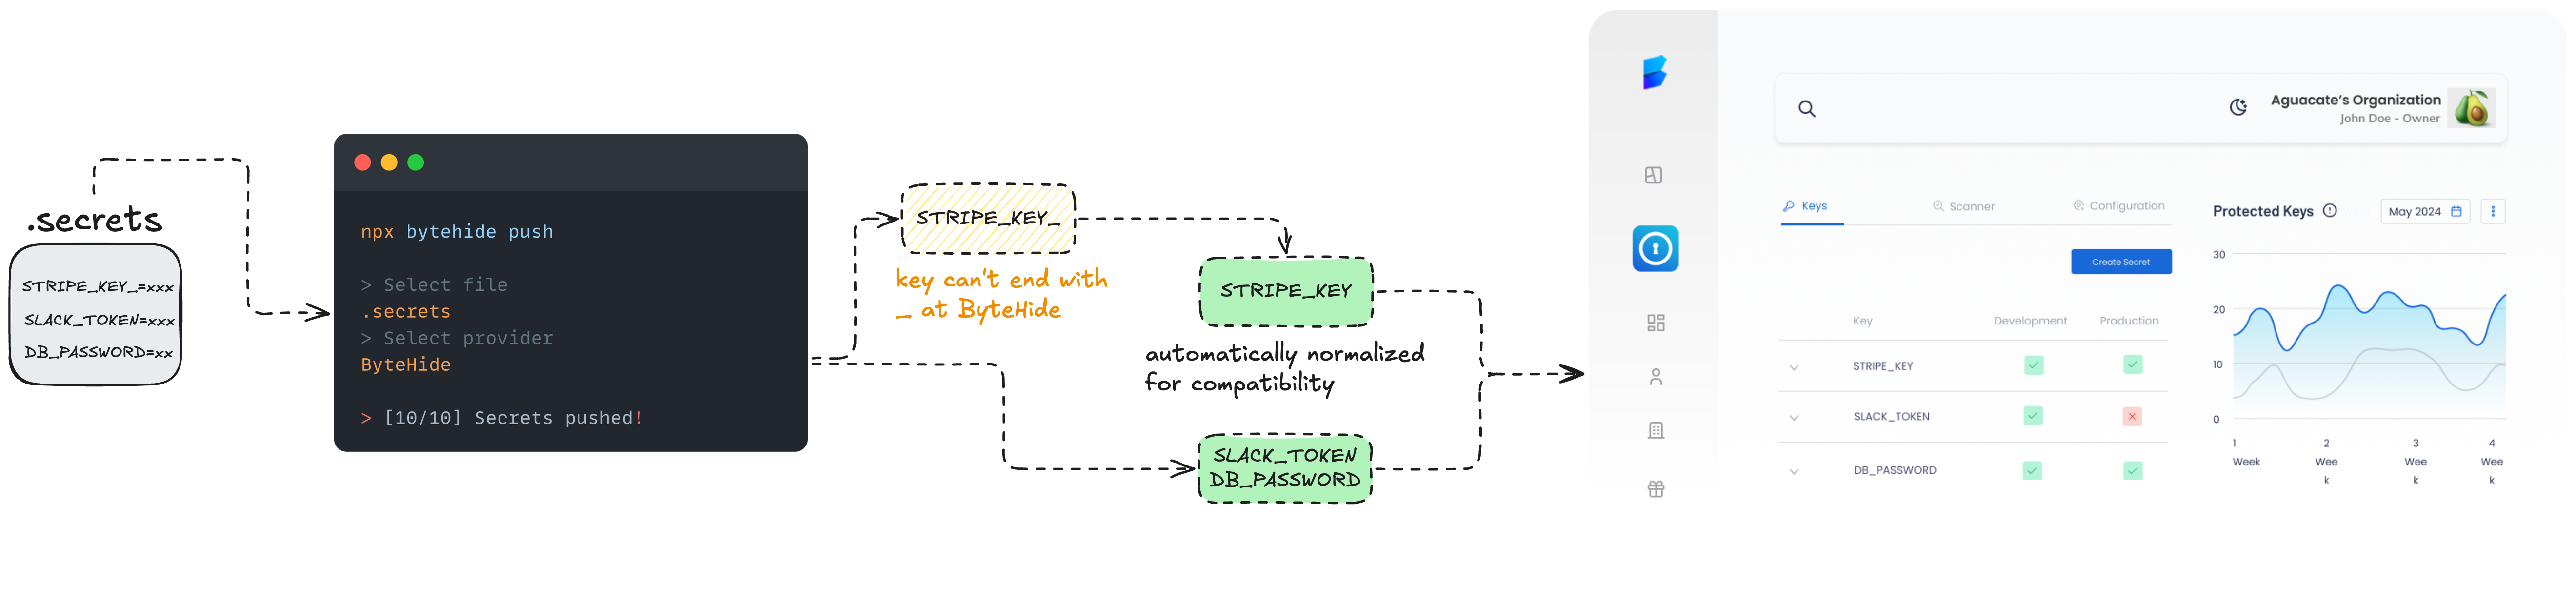 .secrets
STRIPE_KEY_=xxx
SLACK_TOKEN=xxx
DB_PASSWORD=xx
npx bytehide push
> Select file
.secrets
> Select provider
ByteHide
> [10/10] Secrets pushed!
STRIPE_KEY_
key can't end with
_ at ByteHide
STRIPE_KEY
automatically normalized
for compatibility
SLACK_TOKEN
DB_PASSWORD
Aguacate's Organization
John Doe - Owner
Keys
Scanner
Configuration
Create Secret
Key Development Production
STRIPE_KEY
SLACK_TOKEN
DB_PASSWORD
Protected Keys
May 2024
30
20
10
0
1 2 3 4
Week Wee Wee Wee
k k k